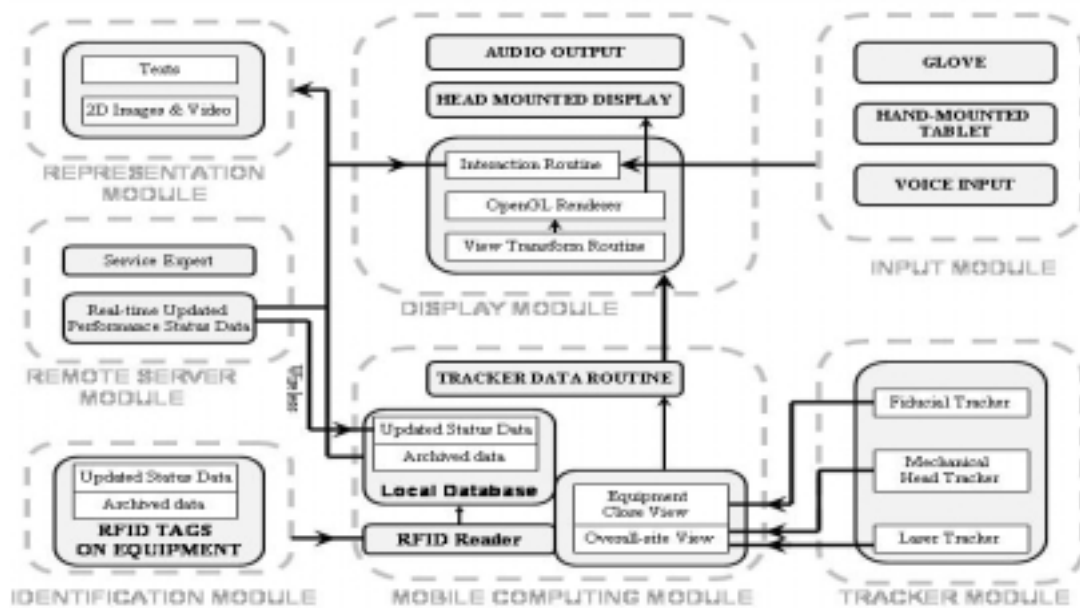 Texts
2D Images & Video
REPRESENTATION
MODULE
Service Expert
Real-time Updated
Performance Status Data
REMOTE SERVER
MODULE
Updated Status Data
Archived data
RFID TAGS
ON EQUIPMENT
IDENTIFICATION MODULE
AUDIO OUTPUT
HEAD MOUNTED DISPLAY
Interaction Routine
OpenGL Renderer
View Transform Routine
DISPLAY MODULE
TRACKER DATA ROUTINE
Updated Status Data
Archived data
Local Database
RFID Reader
Equipment
Close View
Overall-site View
MOBILE COMPUTING MODULE
GLOVE
HAND-MOUNTED
TABLET
VOICE INPUT
INPUT MODULE
Fiducial Tracker
Mechanical
Head Tracker
Laser Tracker
TRACKER MODULE